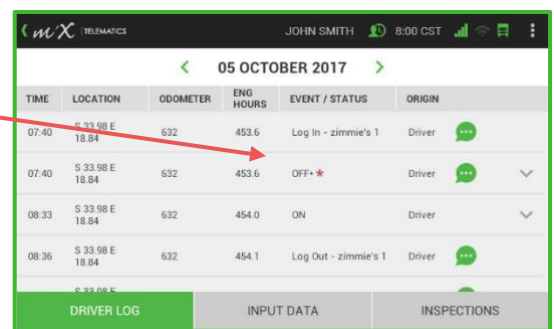 miX TELEMATICS JOHN SMITH 8:00 CST
05 OCTOBER 2017
TIME LOCATION ODOMETER ENG HOURS EVENT / STATUS ORIGIN
07:40 S 33.98 E 18.84 632 453.6 Log In - zimmie's 1 Driver
07:40 S 33.98 E 18.84 632 453.6 OFF• * Driver
08:33 S 33.98 E 18.84 632 454.0 ON Driver
08:36 S 33.98 E 18.84 632 454.1 Log Out - zimmie's 1 Driver
DRIVER LOG INPUT DATA INSPECTIONS